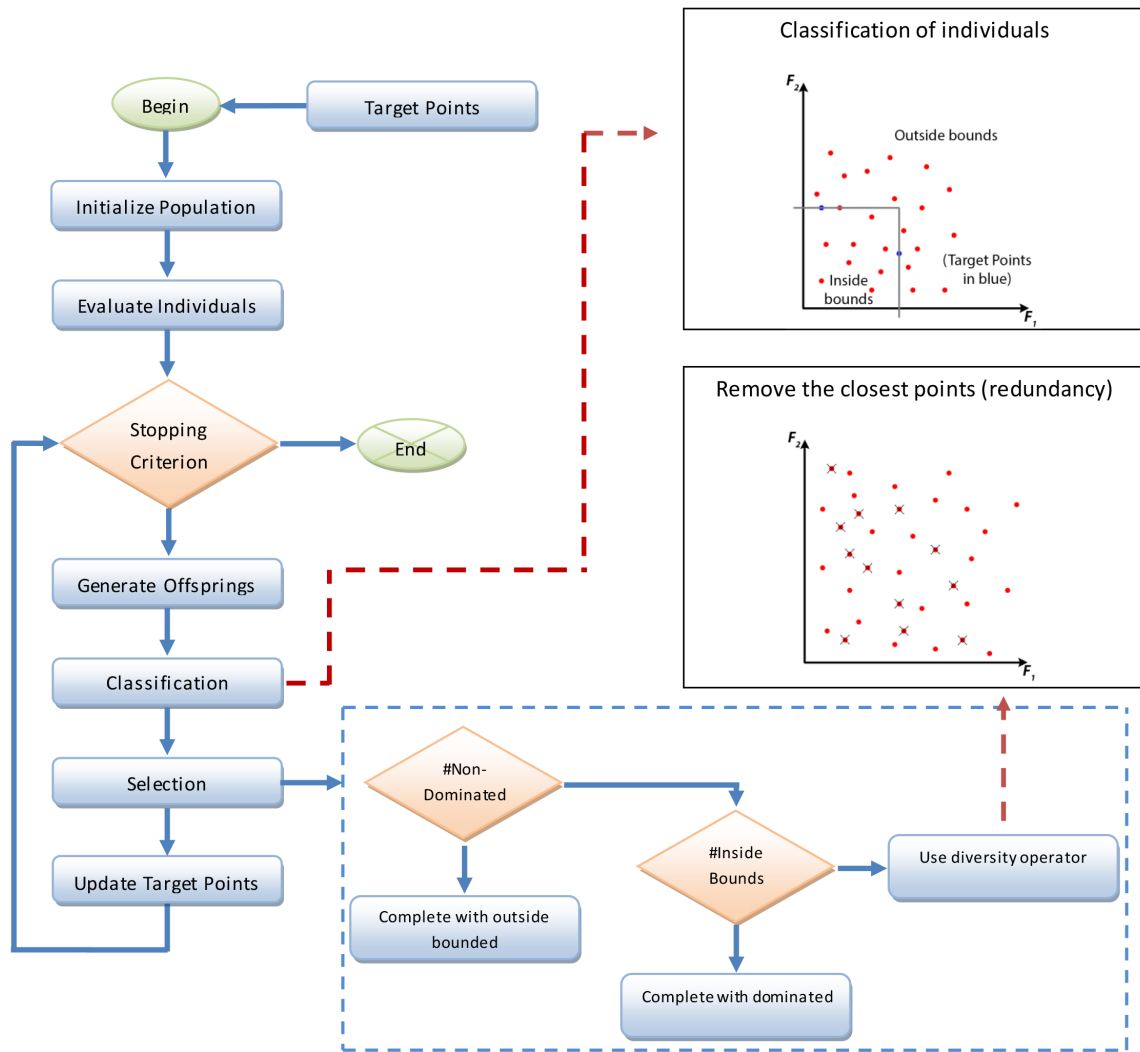 Classification of individuals
F2
Outside bounds
(Target Points
in blue)
Inside
bounds
F1
Begin
Target Points
Initialize Population
Evaluate Individuals
Stopping
Criterion
End
Generate Offsprings
Classification
Selection
Update Target Points
Remove the closest points (redundancy)
F2
F1
#Non-
Dominated
#Inside
Bounds
Use diversity operator
Complete with outside
bounded
Complete with dominated